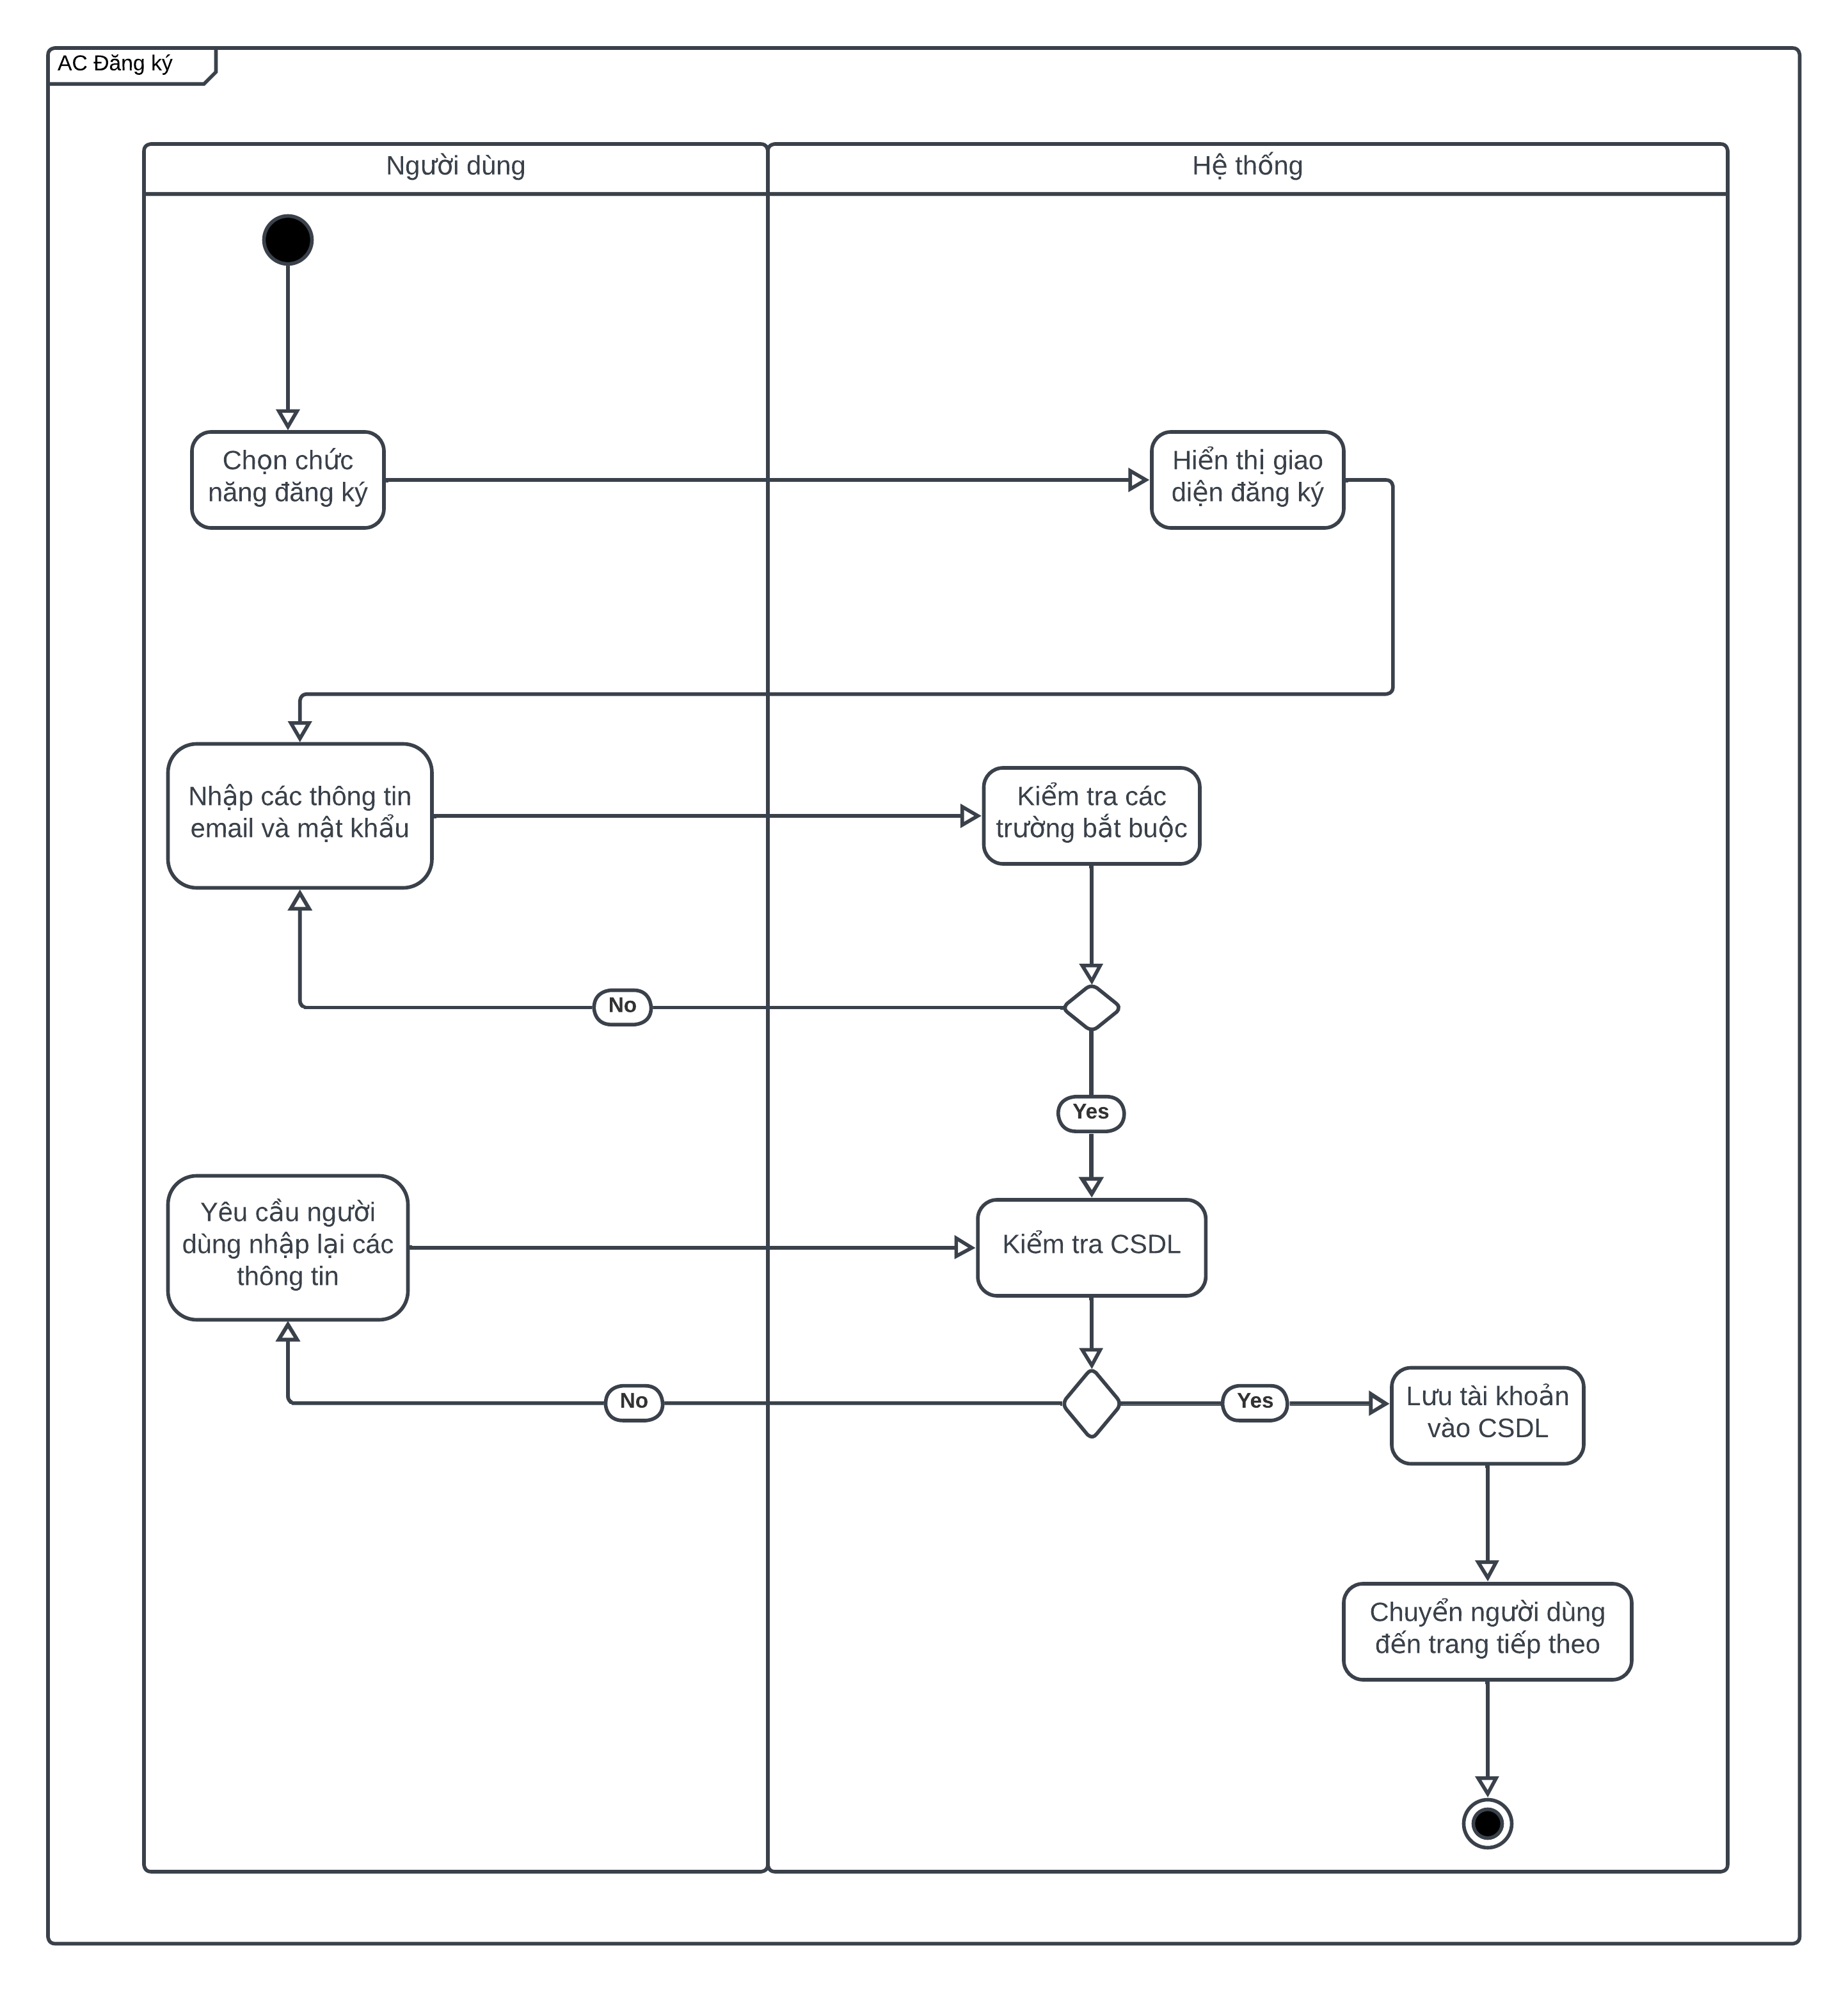 AC Đăng ký
Người dùng
Hệ thống
Chọn chức
năng đăng ký
Hiển thị giao
diện đăng ký
Nhập các thông tin
email và mật khẩu
Kiểm tra các
trường bắt buộc
No
Yes
Yêu cầu người
dùng nhập lại các
thông tin
Kiểm tra CSDL
No
Yes
Lưu tài khoản
vào CSDL
Chuyển người dùng
đến trang tiếp theo